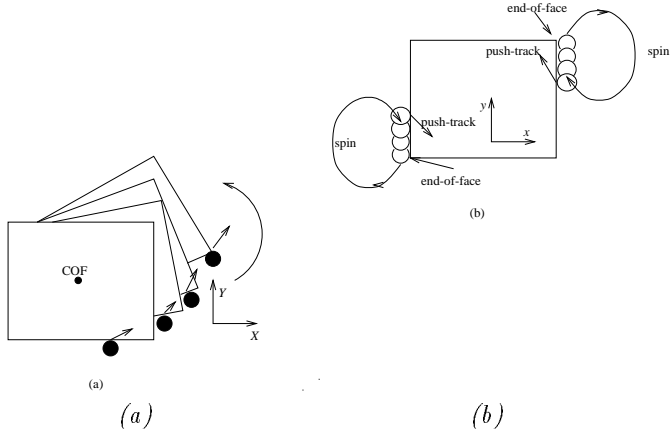 COF
Y
X
(a)
(a)
end-of-face
push-track
spin
y
x
push-track
spin
end-of-face
(b)
(b)